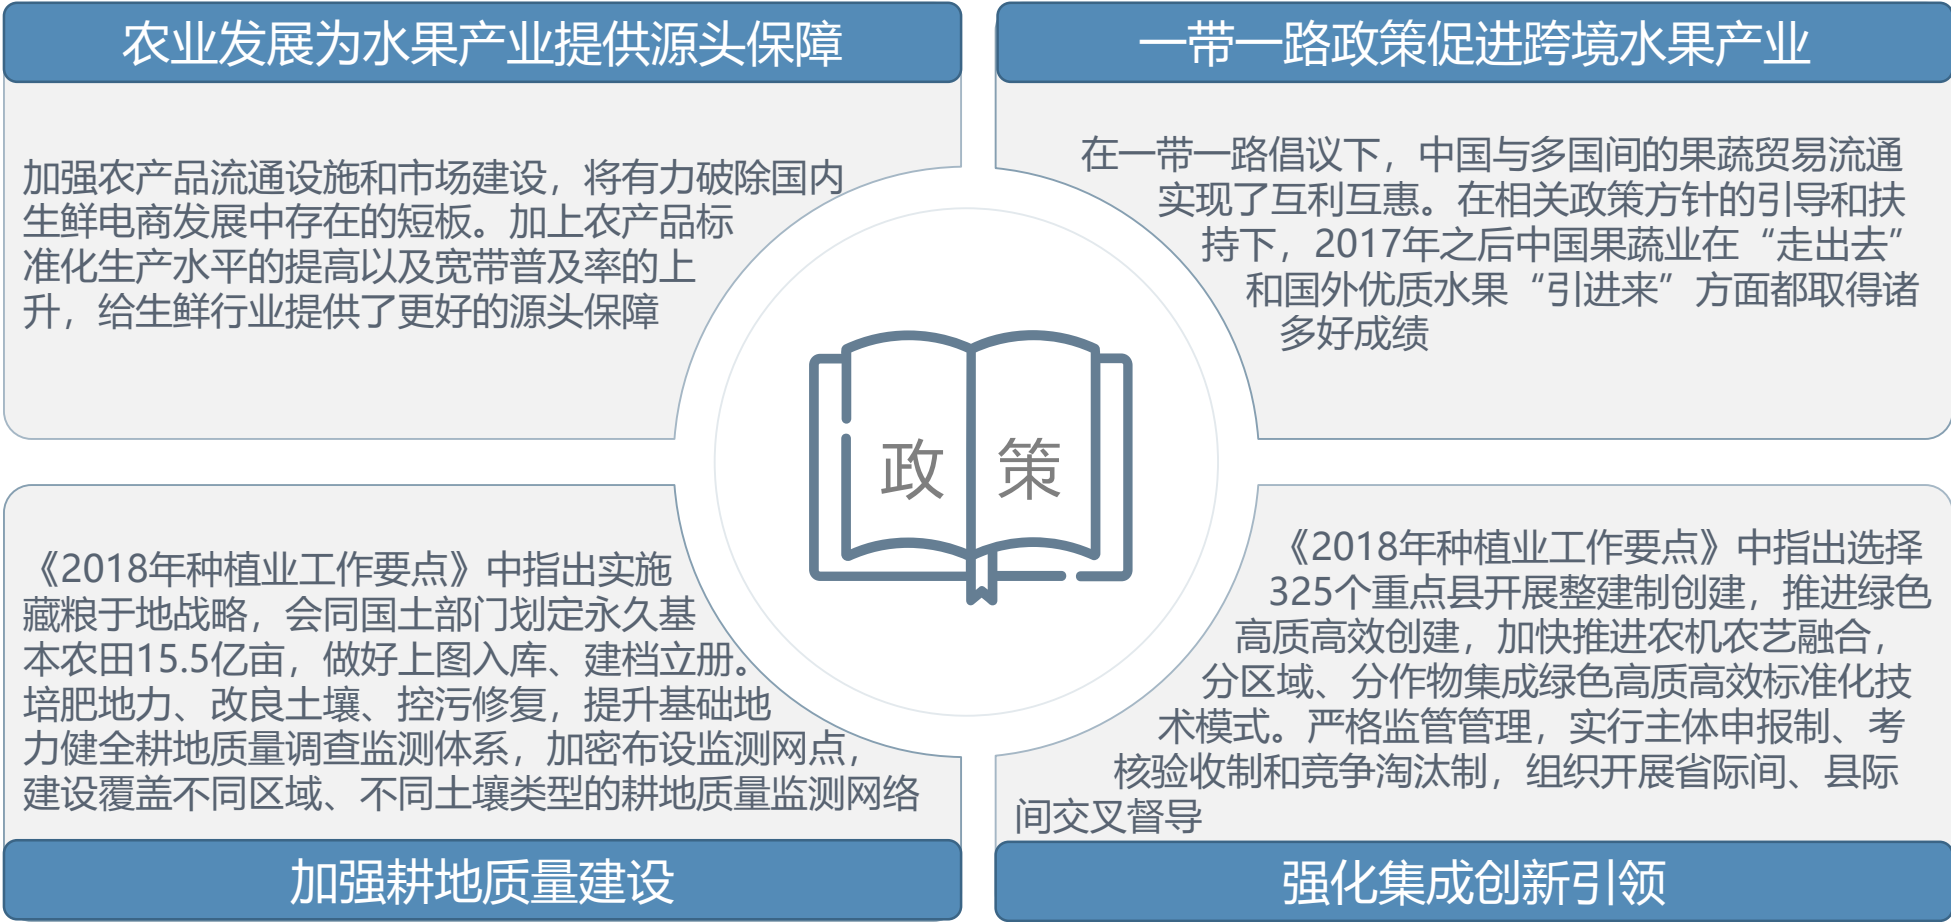 农业发展为水果产业提供源头保障
加强农产品流通设施和市场建设，将有力破除国内
生鲜电商发展中存在的短板。加上农产品标
准化生产水平的提高以及宽带普及率的上
升，给生鲜行业提供了更好的源头保障
一带一路政策促进跨境水果产业
在一带一路倡议下，中国与多国间的果蔬贸易流通
实现了互利互惠。在相关政策方针的引导和扶
持下，2017年之后中国果蔬业在“走出去”
和国外优质水果“引进来”方面都取得诸
多好成绩
政 策
《2018年种植业工作要点》中指出实施
藏粮于地战略，会同国土部门划定永久基
本农田15.5亿亩，做好上图入库、建档立册。
培肥地力、改良土壤、控污修复，提升基础地
力健全耕地质量调查监测体系，加密布设监测网点，
建设覆盖不同区域、不同土壤类型的耕地质量监测网络
加强耕地质量建设
《2018年种植业工作要点》中指出选择
325个重点县开展整建制创建，推进绿色
高质高效创建，加快推进农机农艺融合，
分区域、分作物集成绿色高质高效标准化技
术模式。严格监管管理，实行主体申报制、考
核验收制和竞争淘汰制，组织开展省际间、县际
间交叉督导
强化集成创新引领